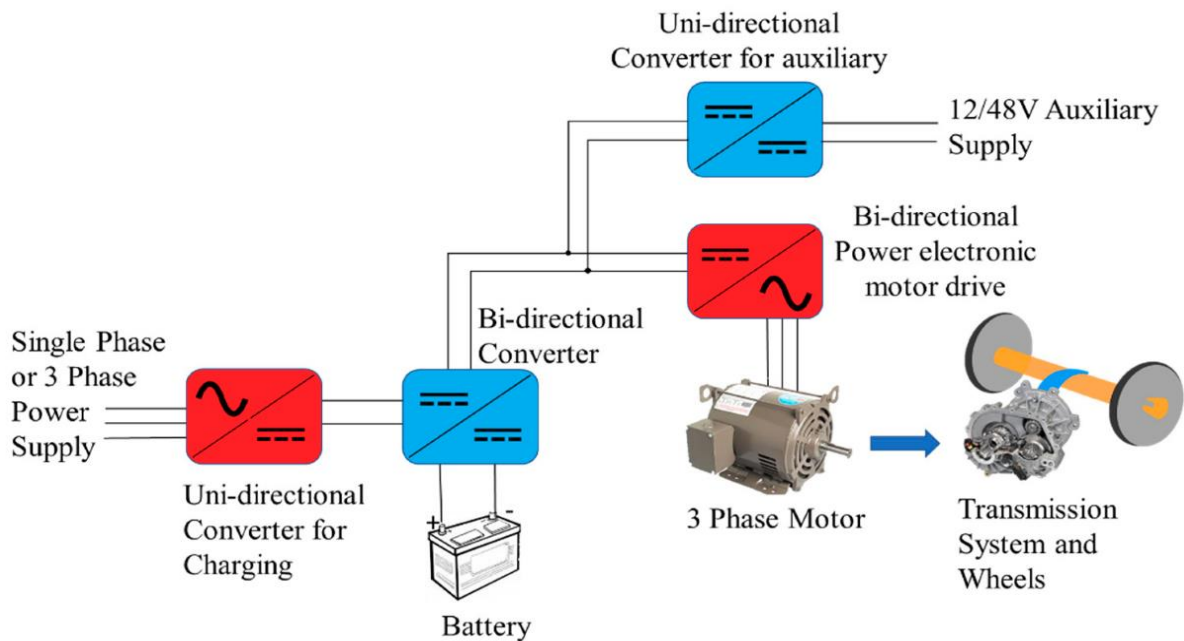 Uni-directional
Converter for auxiliary
12/48V Auxiliary
Supply
Bi-directional
Power electronic
motor drive
Bi-directional
Converter
Single Phase
or 3 Phase
Power
Supply
Uni-directional
Converter for
Charging
+
-
Battery
3 Phase Motor
Transmission
System and
Wheels